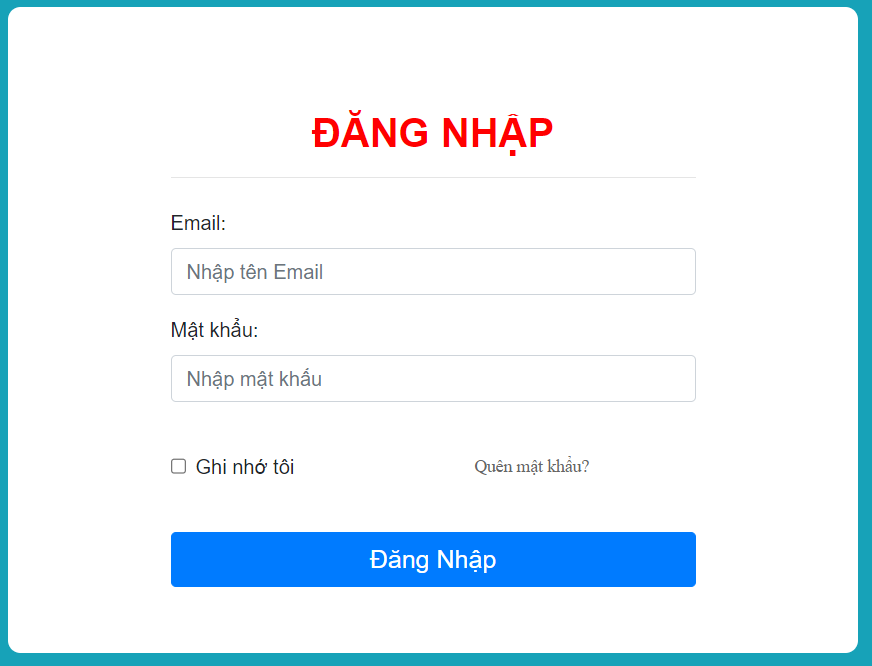 ĐĂNG NHẬP
Email:
Nhập tên Email
Mật khẩu:
Nhập mật khẩu
Ghi nhớ tôi
Quên mật khẩu?
Đăng Nhập